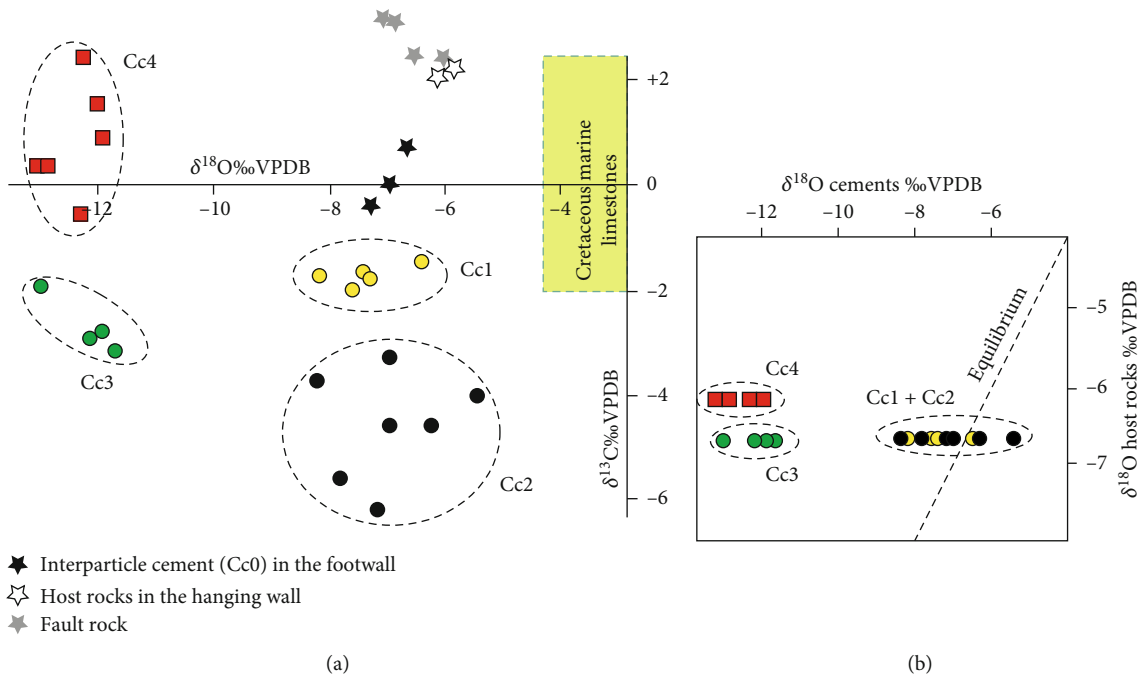 Cc4
δ18O‰VPDB
+2
0
−2
−4
−6
−12
−10
−8
−6
−4
Cretaceous marine
limestones
Cc1
Cc3
Cc2
δ13C‰VPDB
Interparticle cement (Cc0) in the footwall
Host rocks in the hanging wall
Fault rock
(a)
δ18O cements ‰VPDB
−12
−10
−8
−6
−5
−6
−7
δ18O host rocks ‰VPDB
Equilibrium
Cc4
Cc1 + Cc2
Cc3
(b)